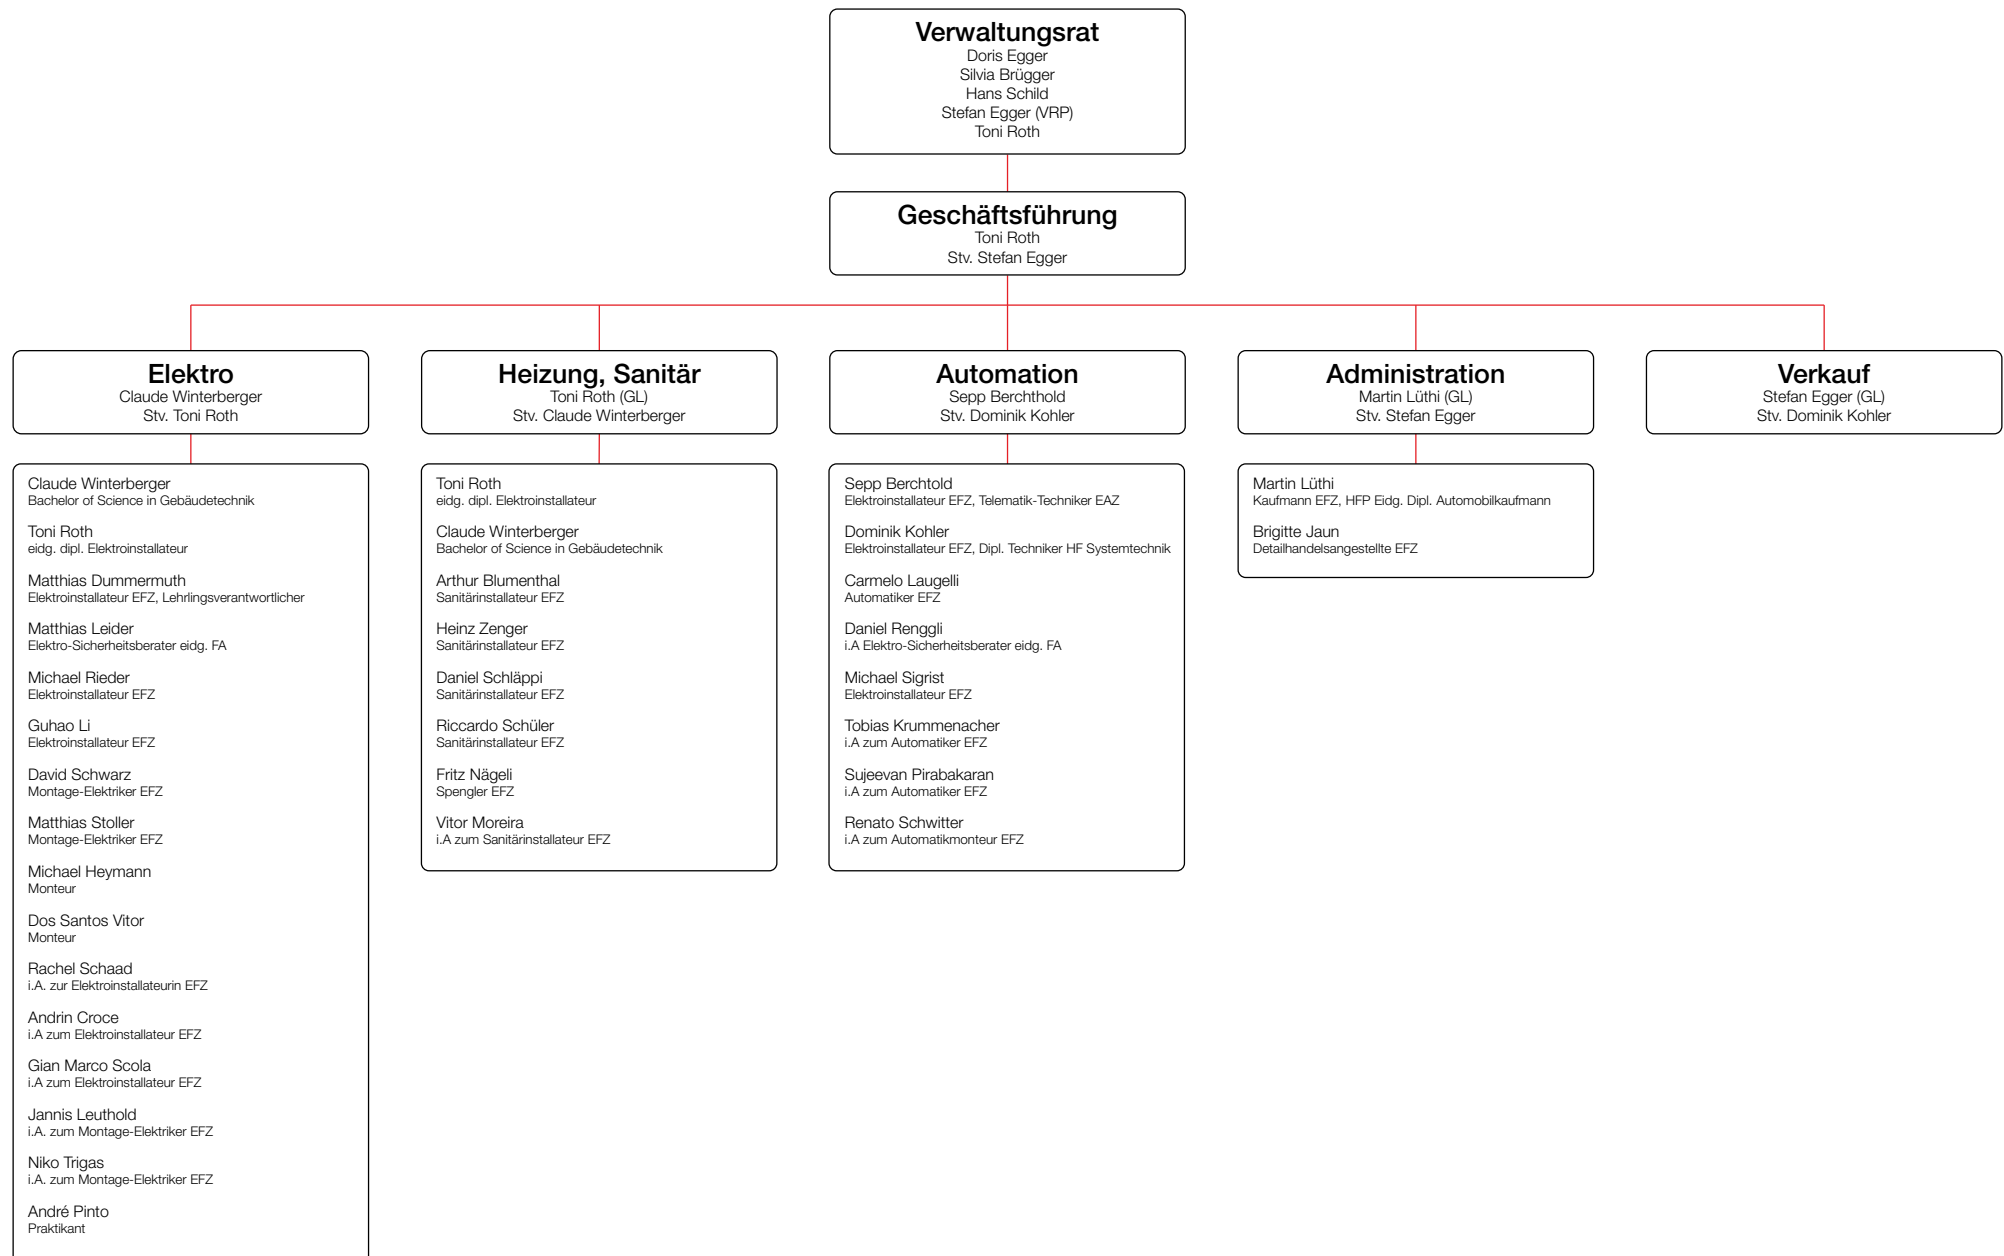 Verwaltungsrat
Doris Egger
Silvia Brügger
Hans Schild
Stefan Egger (VRP)
Toni Roth
Geschäftsführung
Toni Roth
Stv. Stefan Egger
Elektro
Claude Winterberger
Stv. Toni Roth
Heizung, Sanitär
Toni Roth (GL)
Stv. Claude Winterberger
Automation
Sepp Berchthold
Stv. Dominik Kohler
Administration
Martin Lüthi (GL)
Stv. Stefan Egger
Verkauf
Stefan Egger (GL)
Stv. Dominik Kohler
Claude Winterberger
Bachelor of Science in Gebäudetechnik
Toni Roth
eidg. dipl. Elektroinstallateur
Matthias Dummermuth
Elektroinstallateur EFZ, Lehrlingsverantwortlicher
Matthias Leider
Elektro-Sicherheitsberater eidg. FA
Michael Rieder
Elektroinstallateur EFZ
Guhao Li
Elektroinstallateur EFZ
David Schwarz
Montage-Elektriker EFZ
Matthias Stoller
Montage-Elektriker EFZ
Michael Heymann
Monteur
Dos Santos Vitor
Monteur
Rachel Schaad
i.A. zur Elektroinstallateurin EFZ
Andrin Croce
i.A zum Elektroinstallateur EFZ
Gian Marco Scola
i.A zum Elektroinstallateur EFZ
Jannis Leuthold
i.A. zum Montage-Elektriker EFZ
Niko Trigas
i.A. zum Montage-Elektriker EFZ
André Pinto
Praktikant
Toni Roth
eidg. dipl. Elektroinstallateur
Claude Winterberger
Bachelor of Science in Gebäudetechnik
Arthur Blumenthal
Sanitärinstallateur EFZ
Heinz Zenger
Sanitärinstallateur EFZ
Daniel Schläppi
Sanitärinstallateur EFZ
Riccardo Schüler
Sanitärinstallateur EFZ
Fritz Nägeli
Spengler EFZ
Vitor Moreira
i.A zum Sanitärinstallateur EFZ
Sepp Berchtold
Elektroinstallateur EFZ, Telematik-Techniker EAZ
Dominik Kohler
Elektroinstallateur EFZ, Dipl. Techniker HF Systemtechnik
Carmelo Laugelli
Automatiker EFZ
Daniel Renggli
i.A Elektro-Sicherheitsberater eidg. FA
Michael Sigrist
Elektroinstallateur EFZ
Tobias Krummenacher
i.A zum Automatiker EFZ
Sujeevan Pirabakaran
i.A zum Automatiker EFZ
Renato Schwitter
i.A zum Automatikmonteur EFZ
Martin Lüthi
Kaufmann EFZ, HFP Eidg. Dipl. Automobilkaufmann
Brigitte Jaun
Detailhandelsangestellte EFZ